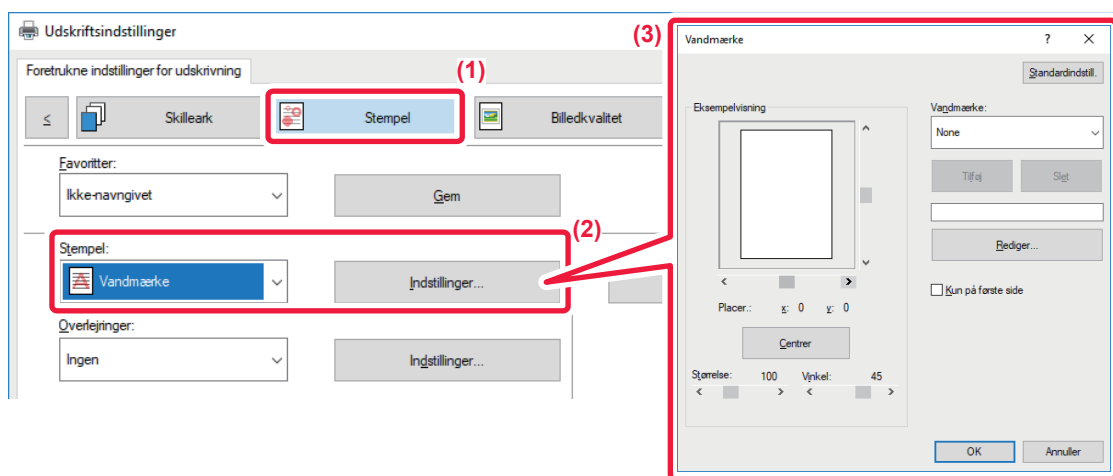 Udskriftsindstillinger
Foretrukne indstillinger for udskrivning
(1)
<
Skilleark
Stempel
Billedkvalitet
Favoritter:
Ikke-navngivet
Gem
(2)
Stempel:
Vandmærke
Indstillinger...
Overlejringer:
Ingen
Indstillinger...
(3)
Vandmærke
?
Standardindstill.
Eksempelvisning
Vandmærke:
None
Tilføj
Slet
Rediger...
Kun på første side
Placer.: x: 0 y: 0
Centrer
Størrelse: 100 Vinkel: 45
OK
Annuller